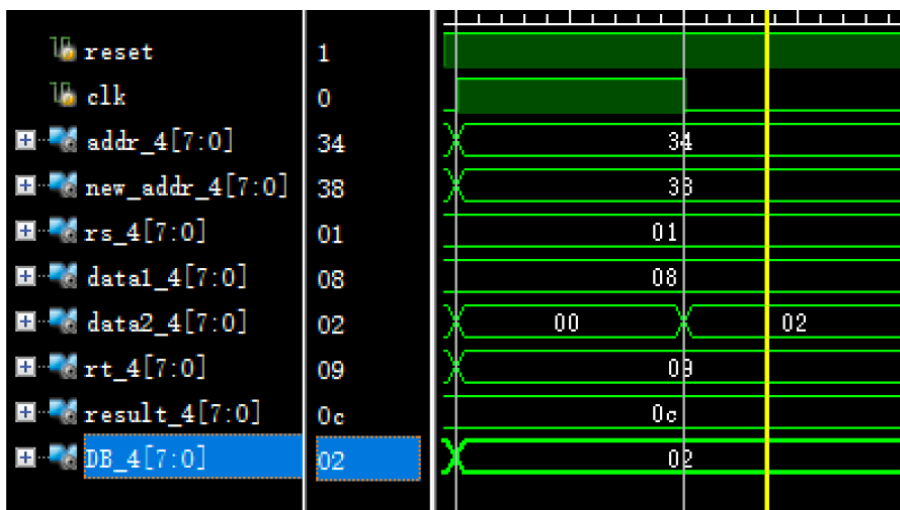 reset 1
clk 0
addr_4[7:0] 34 34
new_addr_4[7:0] 38 38
rs_4[7:0] 01 01
data1_4[7:0] 08 08
data2_4[7:0] 02 00 02
rt_4[7:0] 09 09
result_4[7:0] 0c 0c
DB_4[7:0] 02 02